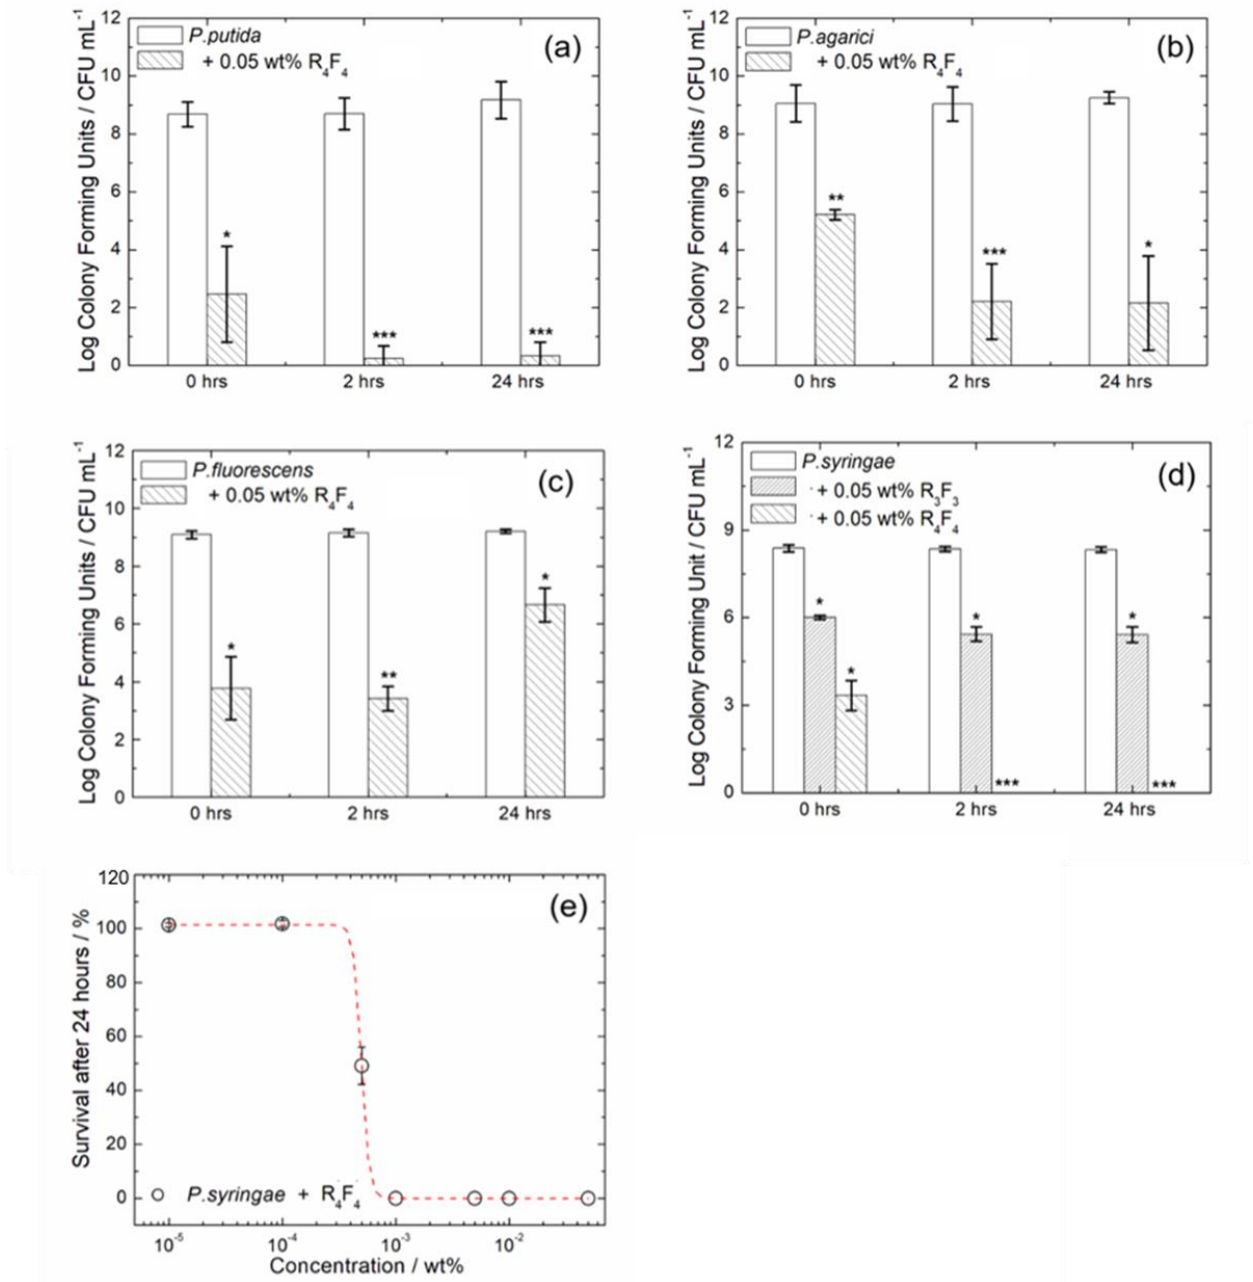 12
10
8
6
4
2
0
Log Colony Forming Units / CFU mL-1
P.putida
+ 0.05 wt% R4F4
(a)
*
***
***
0 hrs
2 hrs
24 hrs
12
10
8
6
4
2
0
Log Colony Forming Units / CFU mL-1
P.agarici
+ 0.05 wt% R4F4
(b)
**
***
*
0 hrs
2 hrs
24 hrs
12
10
8
6
4
2
0
Log Colony Forming Units / CFU mL-1
P.fluorescens
+ 0.05 wt% R4F4
(c)
*
**
*
0 hrs
2 hrs
24 hrs
12
9
6
3
0
Log Colony Forming Unit / CFU mL-1
P.syringae
+ 0.05 wt% R3F3
+ 0.05 wt% R4F4
(d)
*
*
*
***
*
***
0 hrs
2 hrs
24 hrs
120
100
80
60
40
20
0
Survival after 24 hours / %
(e)
P.syringae + R4F4
10-5
10-4
10-3
10-2
Concentration / wt%